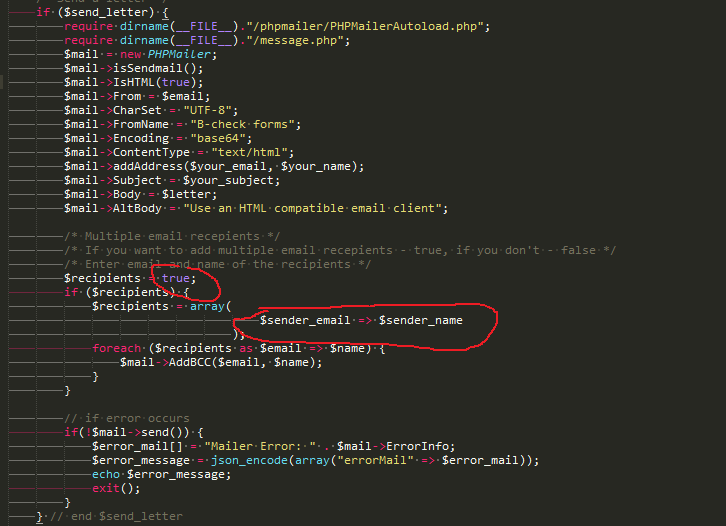 if ($send_letter) {
require dirname(__FILE__)."/phpmailer/PHPMailerAutoload.php";
require dirname(__FILE__)."/message.php";
$mail = new PHPMailer;
$mail->isSendmail();
$mail->IsHTML(true);
$mail->From = $email;
$mail->CharSet = "UTF-8";
$mail->FromName = "B-check forms";
$mail->Encoding = "base64";
$mail->ContentType = "text/html";
$mail->addAddress($your_email, $your_name);
$mail->Subject = $your_subject;
$mail->Body = $letter;
$mail->AltBody = "Use an HTML compatible email client";
/* Multiple email recepients */
/* If you want to add multiple email recepients - true, if you don't - false */
/* Enter email and name of the recipients */
$recipients = true;
if ($recipients) {
$recipients = array(
$sender_email => $sender_name
);
foreach ($recipients as $email => $name) {
$mail->AddBCC($email, $name);
}
}
// if error occurs
if(!$mail->send()) {
$error_mail[] = "Mailer Error: " . $mail->ErrorInfo;
$error_message = json_encode(array("errorMail" => $error_mail));
echo $error_message;
exit();
}
} // end $send_letter